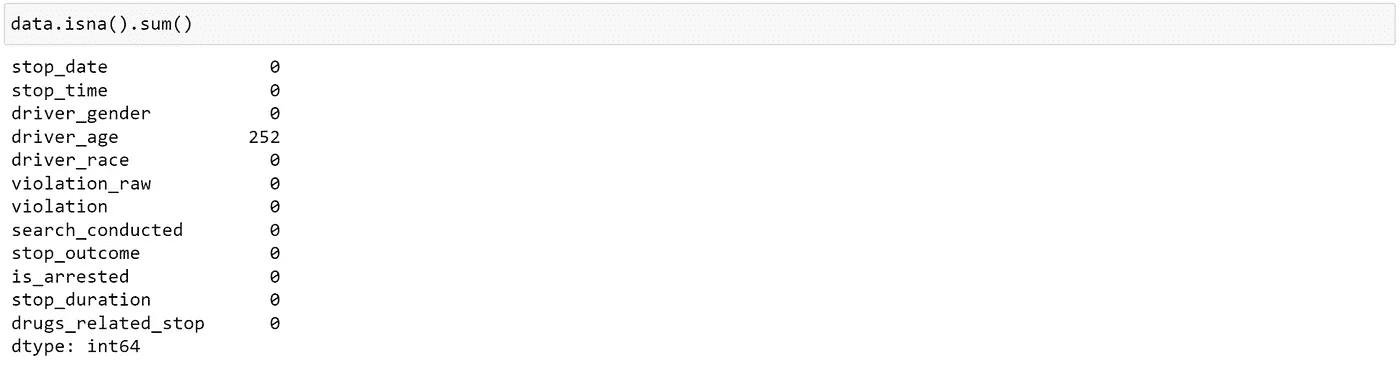 data.isna().sum()
stop_date 0
stop_time 0
driver_gender 0
driver_age 252
driver_race 0
violation_raw 0
violation 0
search_conducted 0
stop_outcome 0
is_arrested 0
stop_duration 0
drugs_related_stop 0
dtype: int64